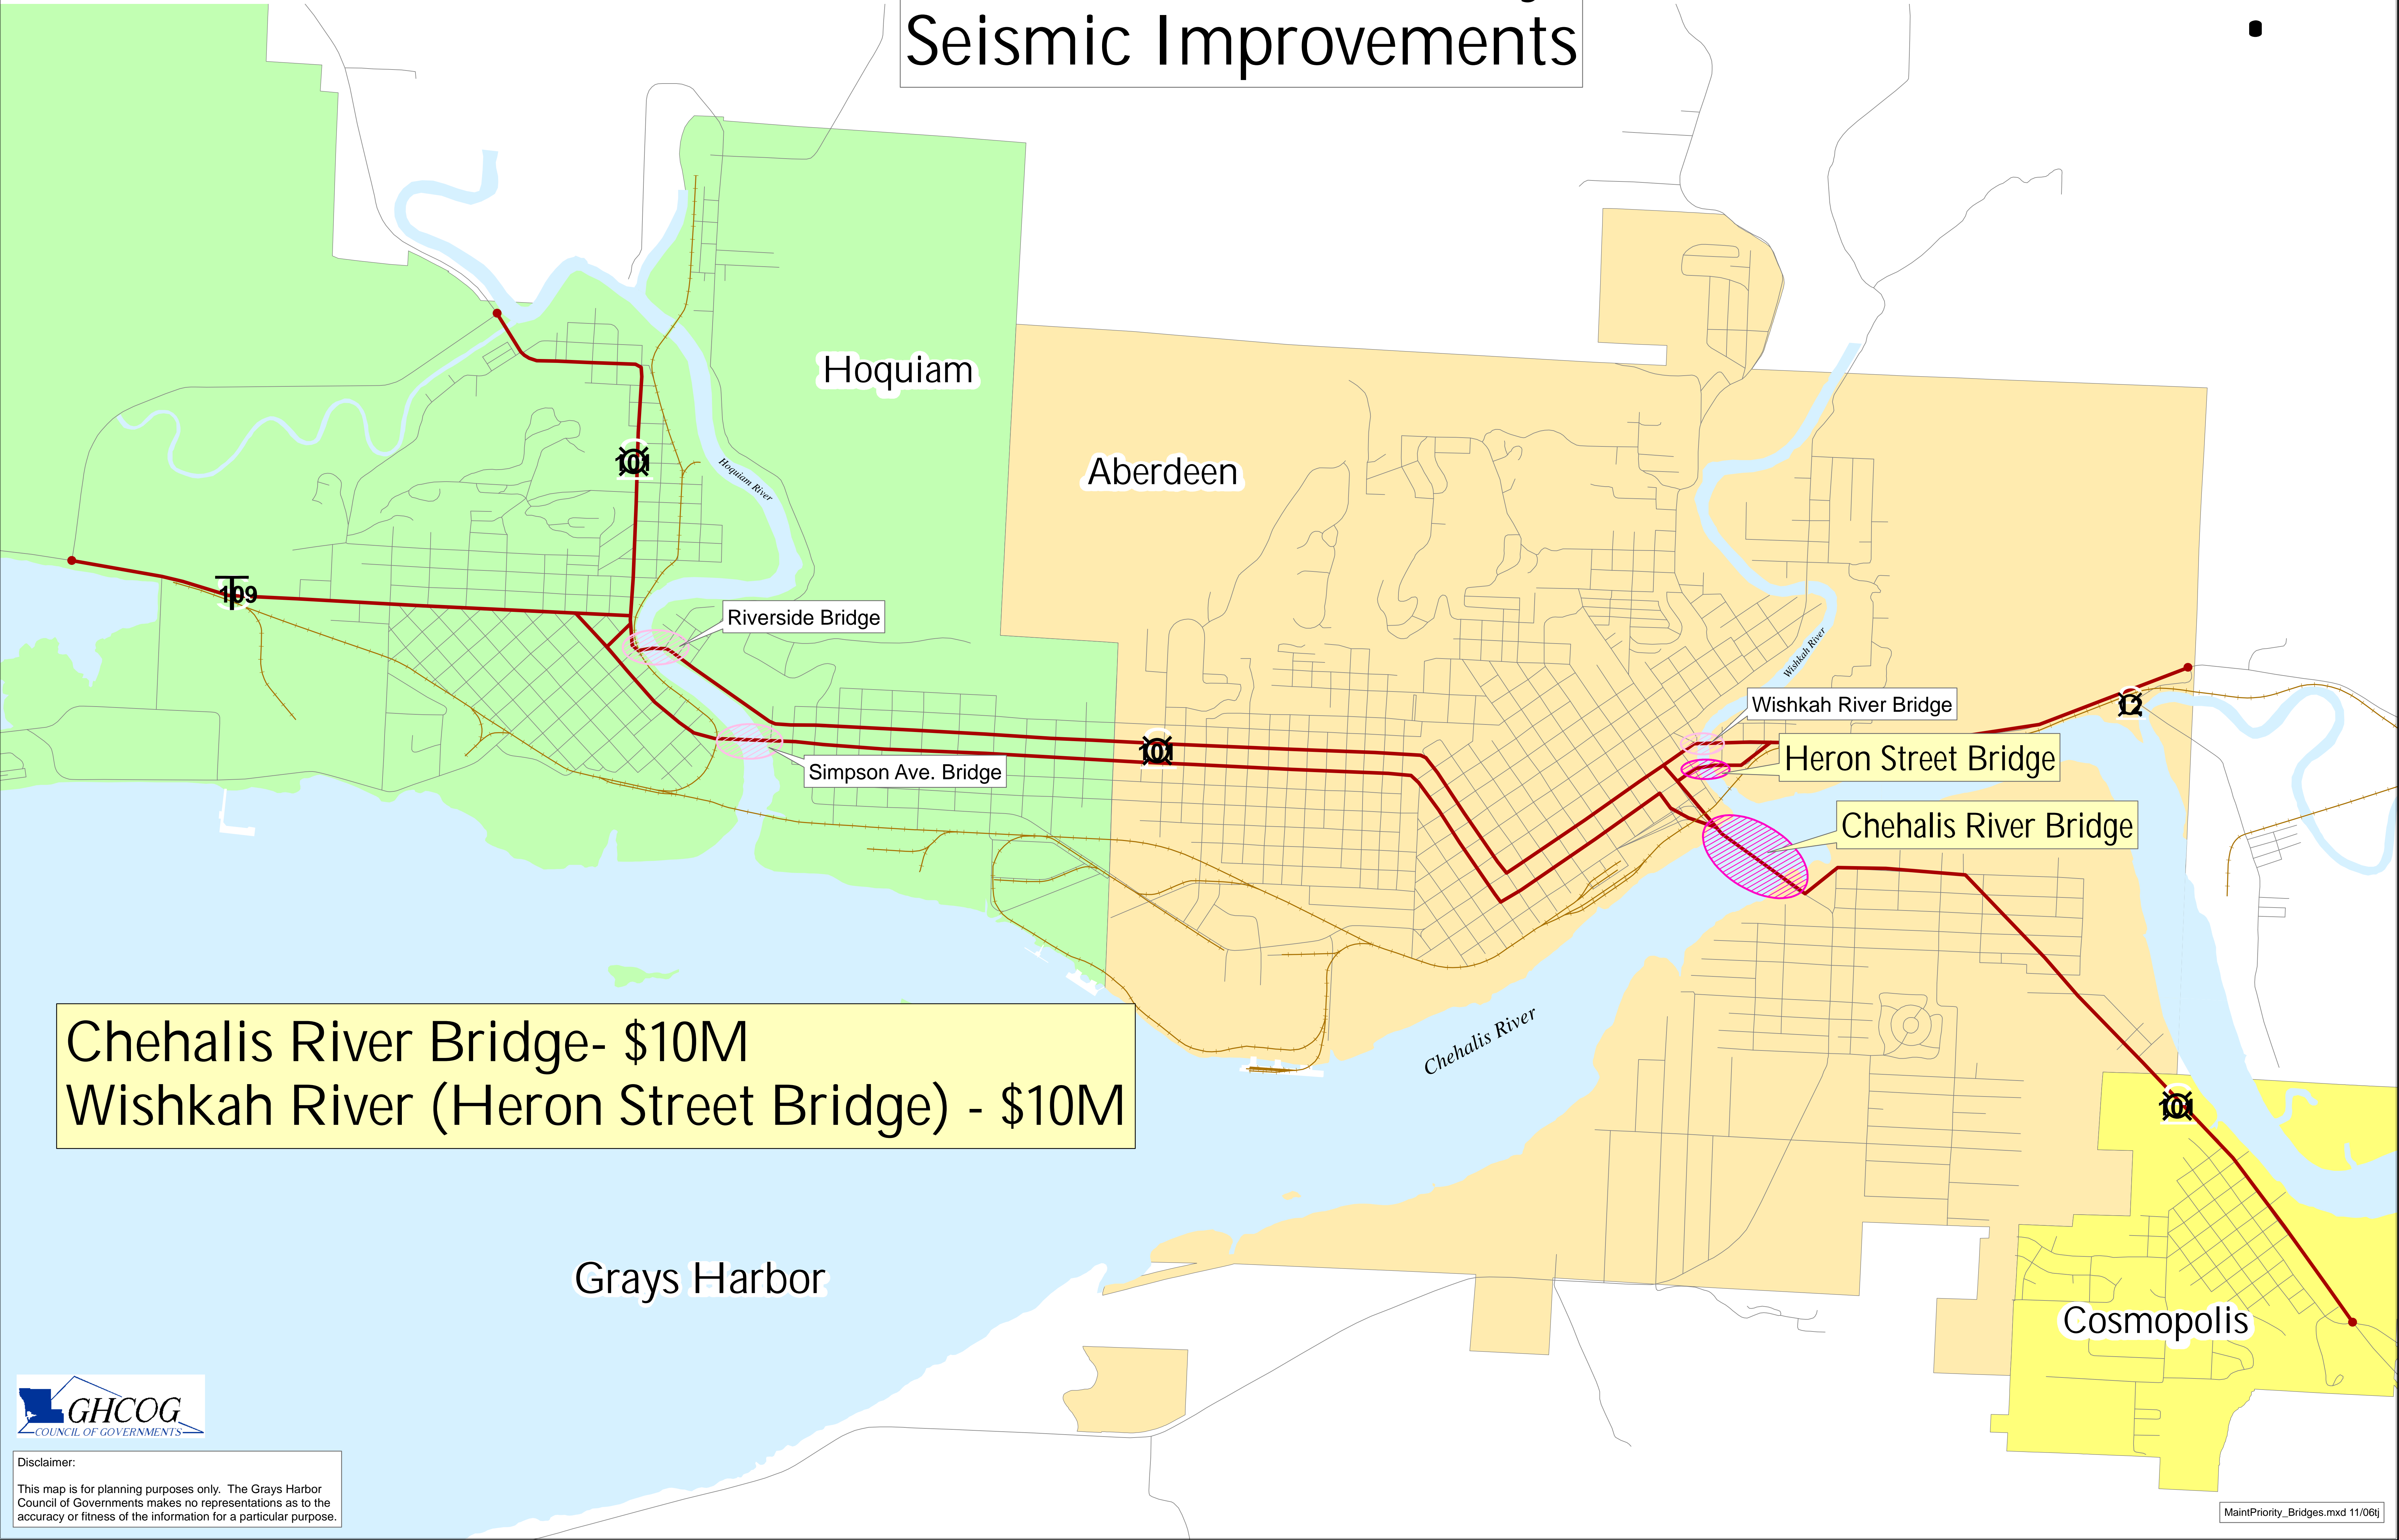 Seismic Improvements
Hoquiam
Aberdeen
101
Hoquiam River
109
Riverside Bridge
Wishkah River
Wishkah River Bridge
12
101
Heron Street Bridge
Simpson Ave. Bridge
Chehalis River Bridge
Chehalis River
Chehalis River Bridge- $10M
Wishkah River (Heron Street Bridge) - $10M
101
Grays Harbor
Cosmopolis
GHCOG
COUNCIL OF GOVERNMENTS
Disclaimer:
This map is for planning purposes only. The Grays Harbor
Council of Governments makes no representations as to the
accuracy or fitness of the information for a particular purpose.
MaintPriority_Bridges.mxd 11/06tj